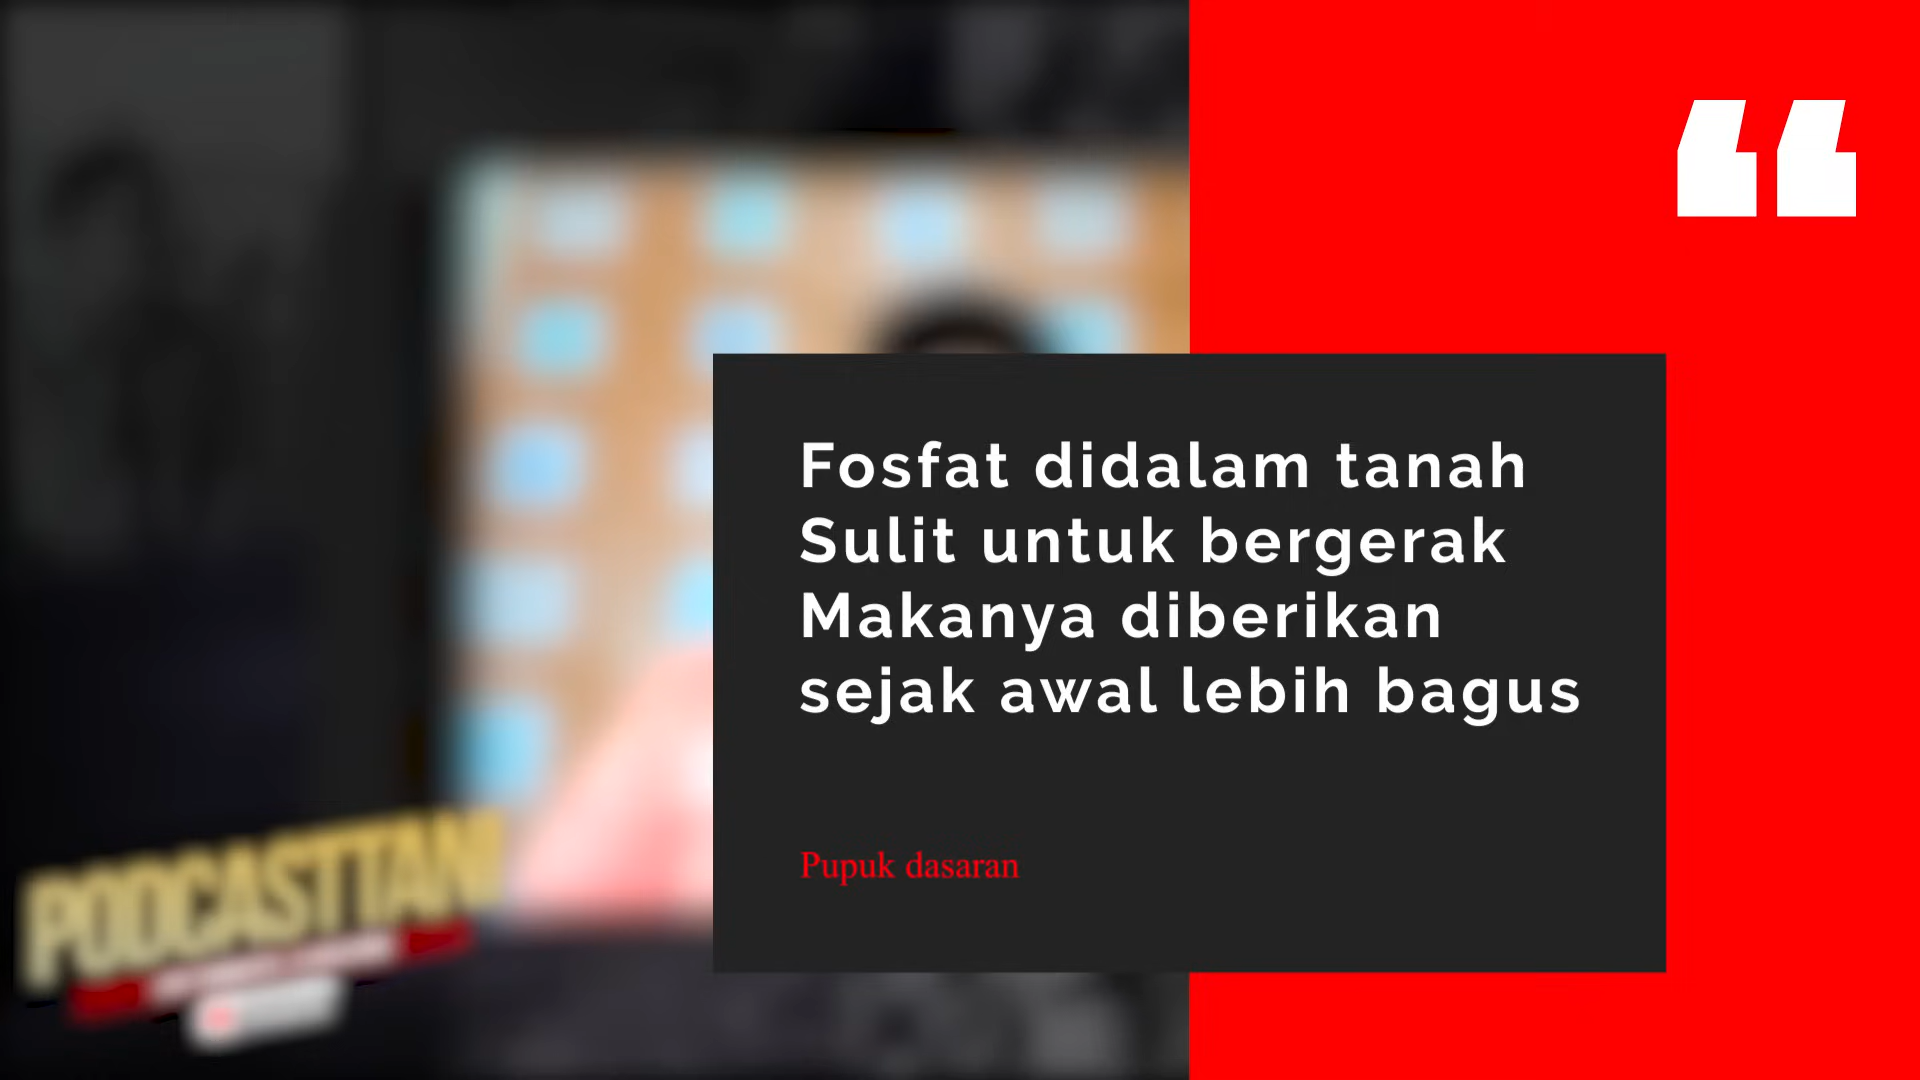 Fosfat didalam tanah
Sulit untuk bergerak
Makanya diberikan
sejak awal lebih bagus
Pupuk dasaran
PODCASTTANI